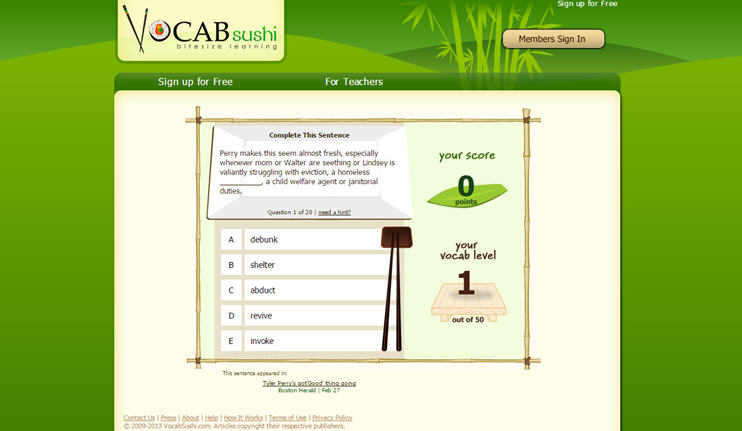 Sign up for Free
VOCAB sushi
bitesize learning
Members Sign In
Sign up for Free
For Teachers
Complete This Sentence
Perry makes this seem almost fresh, especially
whenever mom or Walter are seething or Lindsey is
valiantly struggling with eviction, a homeless
___________, a child welfare agent or janitorial
duties.
Question 1 of 20 | need a hint?
A debunk
B shelter
C abduct
D revive
E invoke
your score
0
points
your
vocab level
1
out of 50
This sentence appeared in:
Tyler Perry's got'Good' thing going
Boston Herald | Feb 27
Contact Us | Press | About | Help | How It Works | Terms of Use | Privacy Policy
© 2009-2013 VocabSushi.com. Articles copyright their respective publishers.